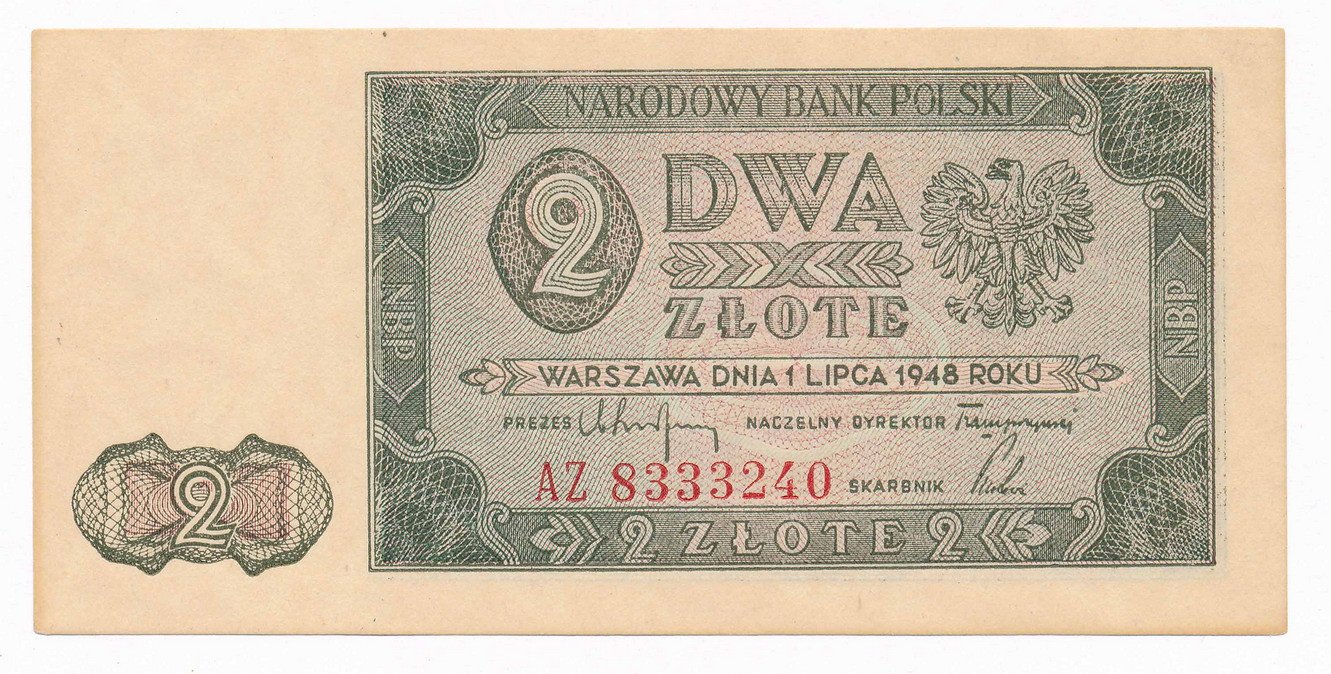 NARODOWY BANK POLSKI
2
DWA
ZŁOTE
NBP
NBP
WARSZAWA DNIA 1 LIPCA 1948 ROKU
PREZES NACZELNY DYREKTOR
AZ 8333240 SKARBNIK
2 ZŁOTE 2
2